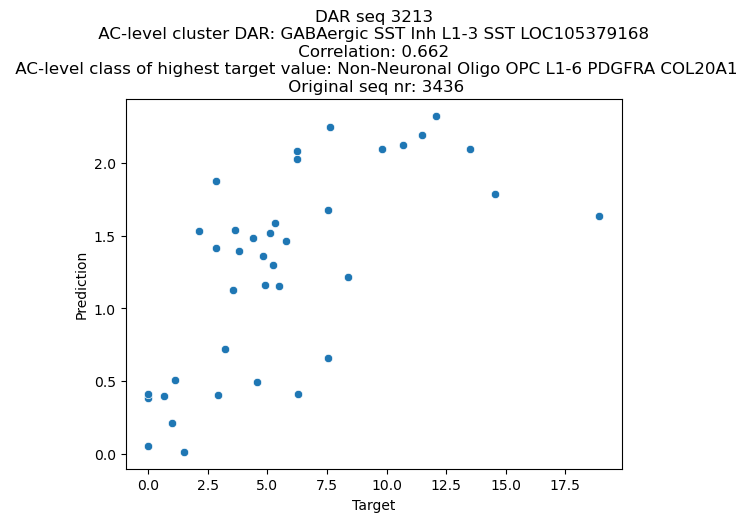 DAR seq 3213
AC-level cluster DAR: GABAergic SST Inh L1-3 SST LOC105379168
Correlation: 0.662
AC-level class of highest target value: Non-Neuronal Oligo OPC L1-6 PDGFRA COL20A1
Original seq nr: 3436
2.0
1.5
1.0
0.5
0.0
Prediction
0.0 2.5 5.0 7.5 10.0 12.5 15.0 17.5
Target